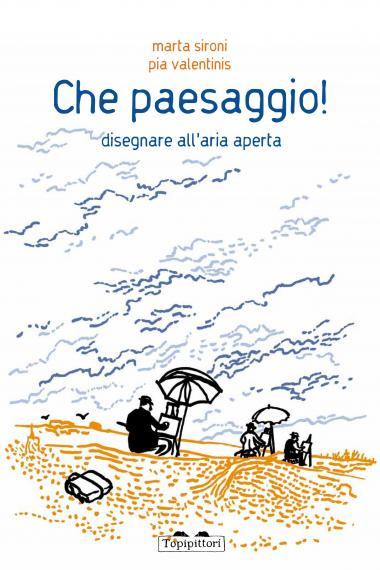 marta sironi
pia valentinis
Che paesaggio!
disegnare all'aria aperta
Topipittori